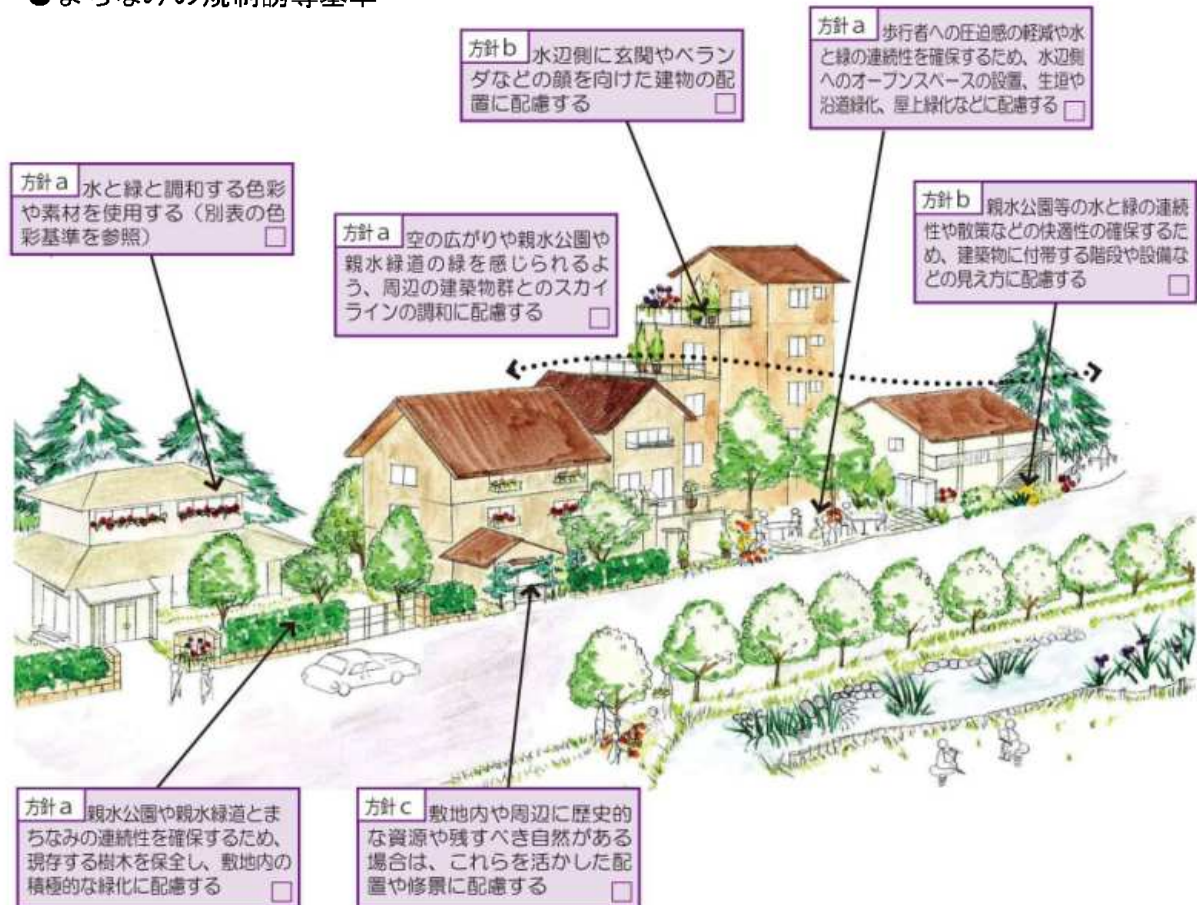 ●まちなみの規制誘導基準
方針b 水辺側に玄関やベラン
ダなどの顔を向けた建物の配
置に配慮する □
方針a 歩行者への圧迫感の軽減や水
と緑の連続性を確保するため、水辺側
へのオープンスペースの設置、生垣や
沿道緑化、屋上緑化などに配慮する □
方針a 水と緑と調和する色彩
や素材を使用する（別表の色
彩基準を参照） □
方針a 空の広がりや親水公園や
親水緑道の緑を感じられるよ
う、周辺の建築物群とのスカイ
ラインの調和に配慮する □
方針b 親水公園等の水と緑の連続
性や散策などの快適性の確保するた
め、建築物に付帯する階段や設備な
どの見え方に配慮する □
方針a 親水公園や親水緑道とま
ちなみの連続性を確保するため、
現存する樹木を保全し、敷地内の
積極的な緑化に配慮する □
方針c 敷地内や周辺に歴史的
な資源や残すべき自然がある
場合は、これらを活かした配
置や修景に配慮する □